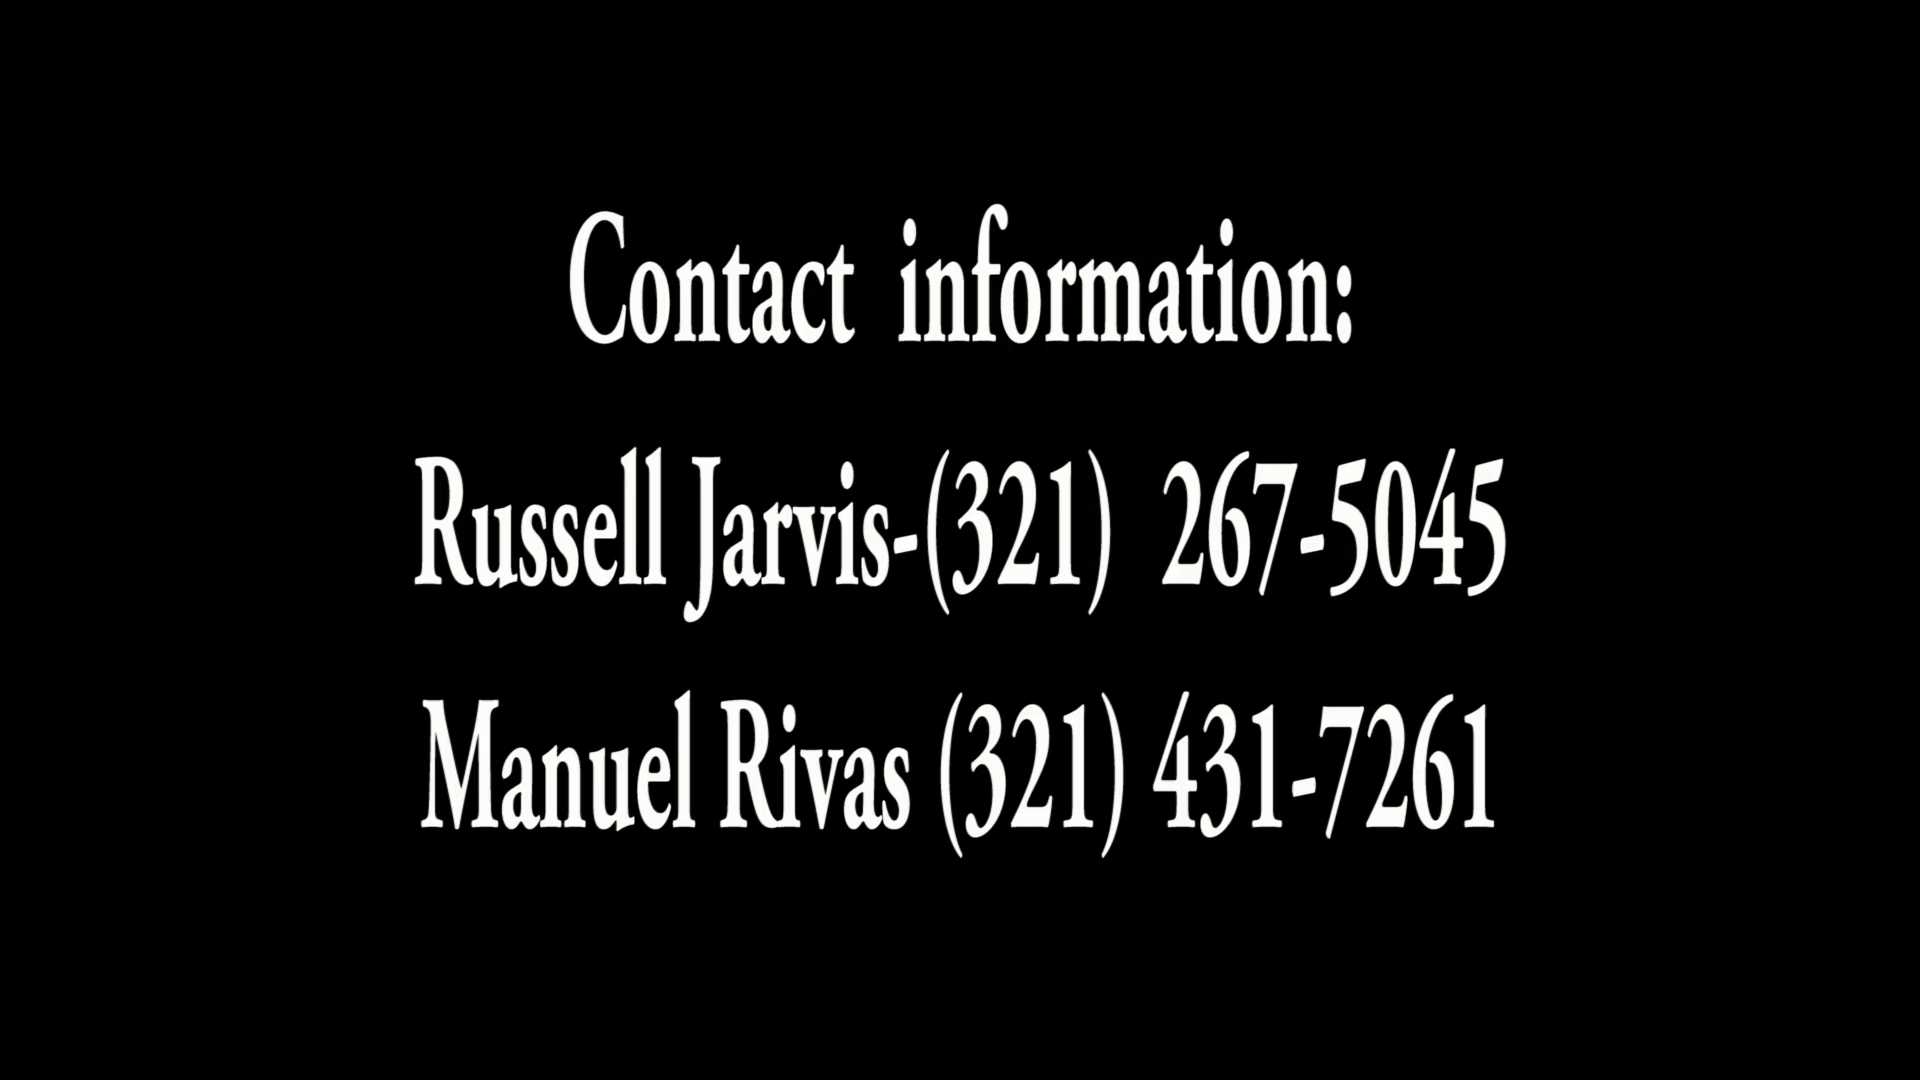 Contact information:
Russell Jarvis-(321) 267-5045
Manuel Rivas (321) 431-7261